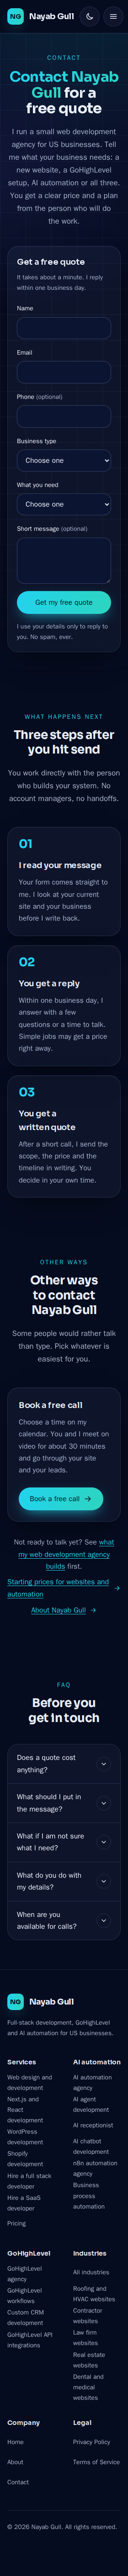 NG Nayab Gull
CONTACT
Contact Nayab
Gull for a
free quote
I run a small web development
agency for US businesses. Tell
me what your business needs: a
new website, a GoHighLevel
setup, AI automation or all three.
You get a clear price and a plan
from the person who will do
the work.
Get a free quote
It takes about a minute. I reply
within one business day.
Name
Email
Phone (optional)
Business type
Choose one
What you need
Choose one
Short message (optional)
Get my free quote
I use your details only to reply to
you. No spam, ever.
WHAT HAPPENS NEXT
Three steps after
you hit send
You work directly with the person
who builds your system. No
account managers, no handoffs.
01
I read your message
Your form comes straight to
me. I look at your current
site and your business
before I write back.
02
You get a reply
Within one business day, I
answer with a few
questions or a time to talk.
Simple jobs may get a price
right away.
03
You get a
written quote
After a short call, I send the
scope, the price and the
timeline in writing. You
decide in your own time.
OTHER WAYS
Other ways
to contact
Nayab Gull
Some people would rather talk
than type. Pick whatever is
easiest for you.
Book a free call
Choose a time on my
calendar. You and I meet on
video for about 30 minutes
and go through your site
and your leads.
Book a free call →
Not ready to talk yet? See what
my web development agency
builds first.
Starting prices for websites and
automation →
About Nayab Gull →
FAQ
Before you
get in touch
Does a quote cost
anything?
What should I put in
the message?
What if I am not sure
what I need?
What do you do with
my details?
When are you
available for calls?
NG Nayab Gull
Full-stack development, GoHighLevel
and AI automation for US businesses.
Services
Web design and
development
Next.js and
React
development
WordPress
development
Shopify
development
Hire a full stack
developer
Hire a SaaS
developer
Pricing
AI automation
AI automation
agency
AI agent
development
AI receptionist
AI chatbot
development
n8n automation
agency
Business
process
automation
GoHighLevel
GoHighLevel
agency
GoHighLevel
workflows
Custom CRM
development
GoHighLevel API
integrations
Industries
All industries
Roofing and
HVAC websites
Contractor
websites
Law firm
websites
Real estate
websites
Dental and
medical
websites
Company
Home
About
Contact
Legal
Privacy Policy
Terms of Service
© 2026 Nayab Gull. All rights reserved.